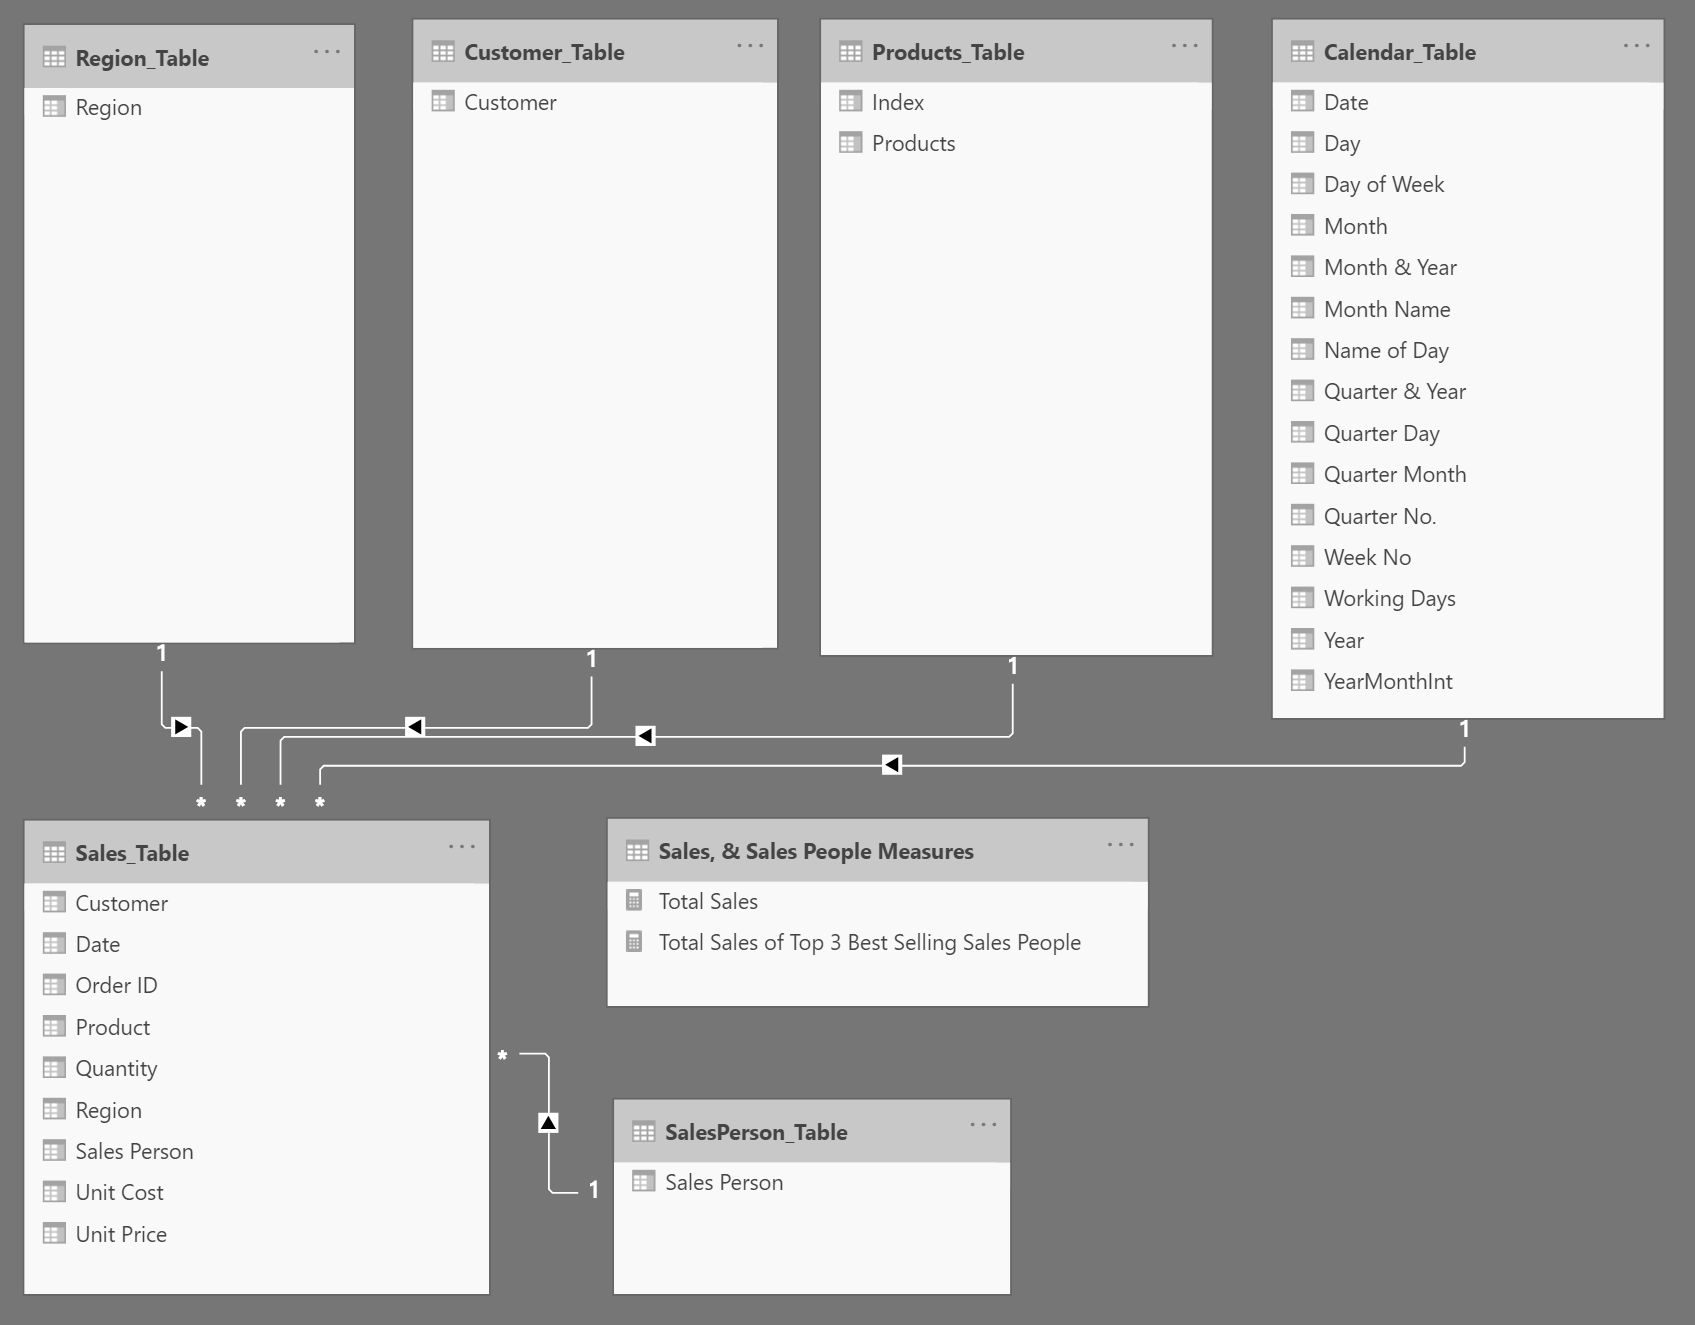 Region_Table
Region
Customer_Table
Customer
Products_Table
Index
Products
Calendar_Table
Date
Day
Day of Week
Month
Month & Year
Month Name
Name of Day
Quarter & Year
Quarter Day
Quarter Month
Quarter No.
Week No
Working Days
Year
YearMonthInt
1
1
1
1
*
*
*
*
Sales_Table
Customer
Date
Order ID
Product
Quantity
Region
Sales Person
Unit Cost
Unit Price
Sales, & Sales People Measures
Total Sales
Total Sales of Top 3 Best Selling Sales People
*
1
SalesPerson_Table
Sales Person